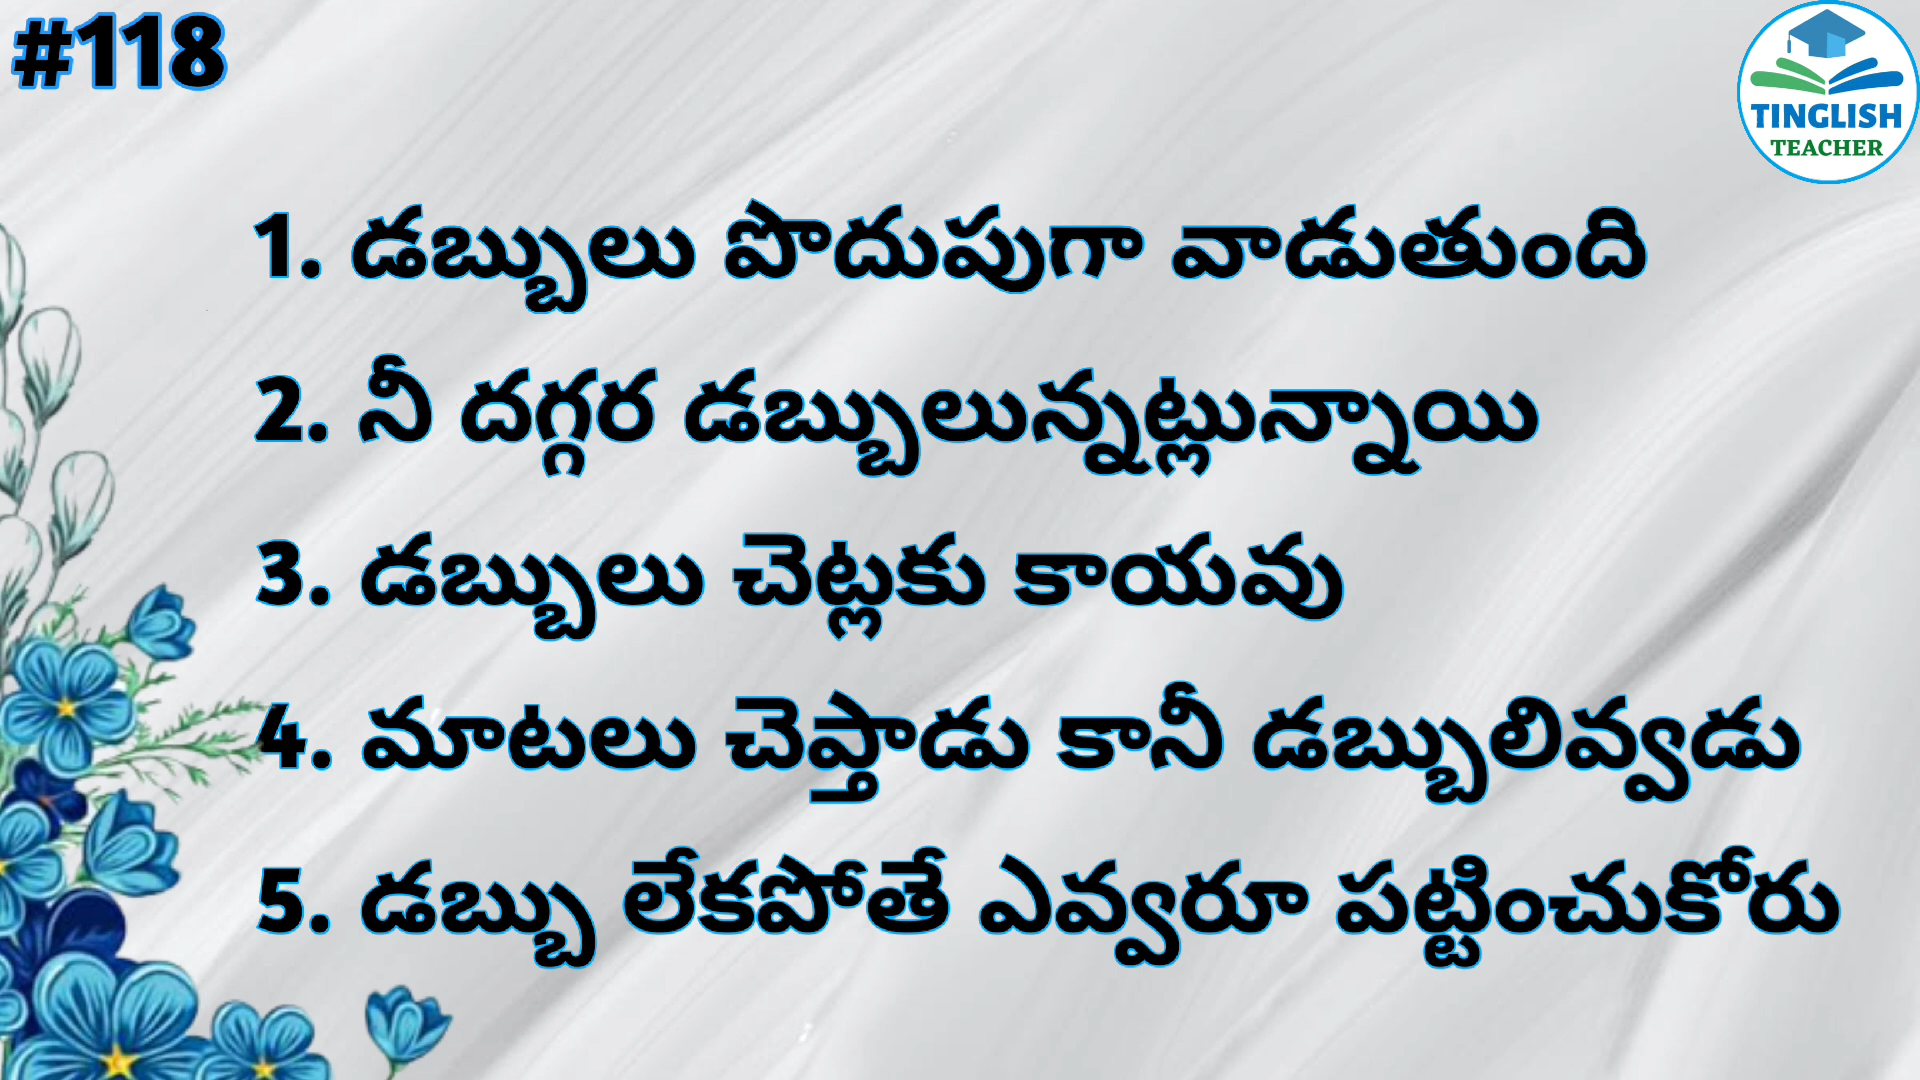 #118
TINGLISH
TEACHER
1. డబ్బులు పొదుపుగా వాడుతుంది
2. నీ దగ్గర డబ్బులున్నట్లున్నాయి
3. డబ్బులు చెట్లకు కాయవు
4. మాటలు చెప్తాడు కానీ డబ్బులివ్వడు
5. డబ్బు లేకపోతే ఎవ్వరూ పట్టించుకోరు